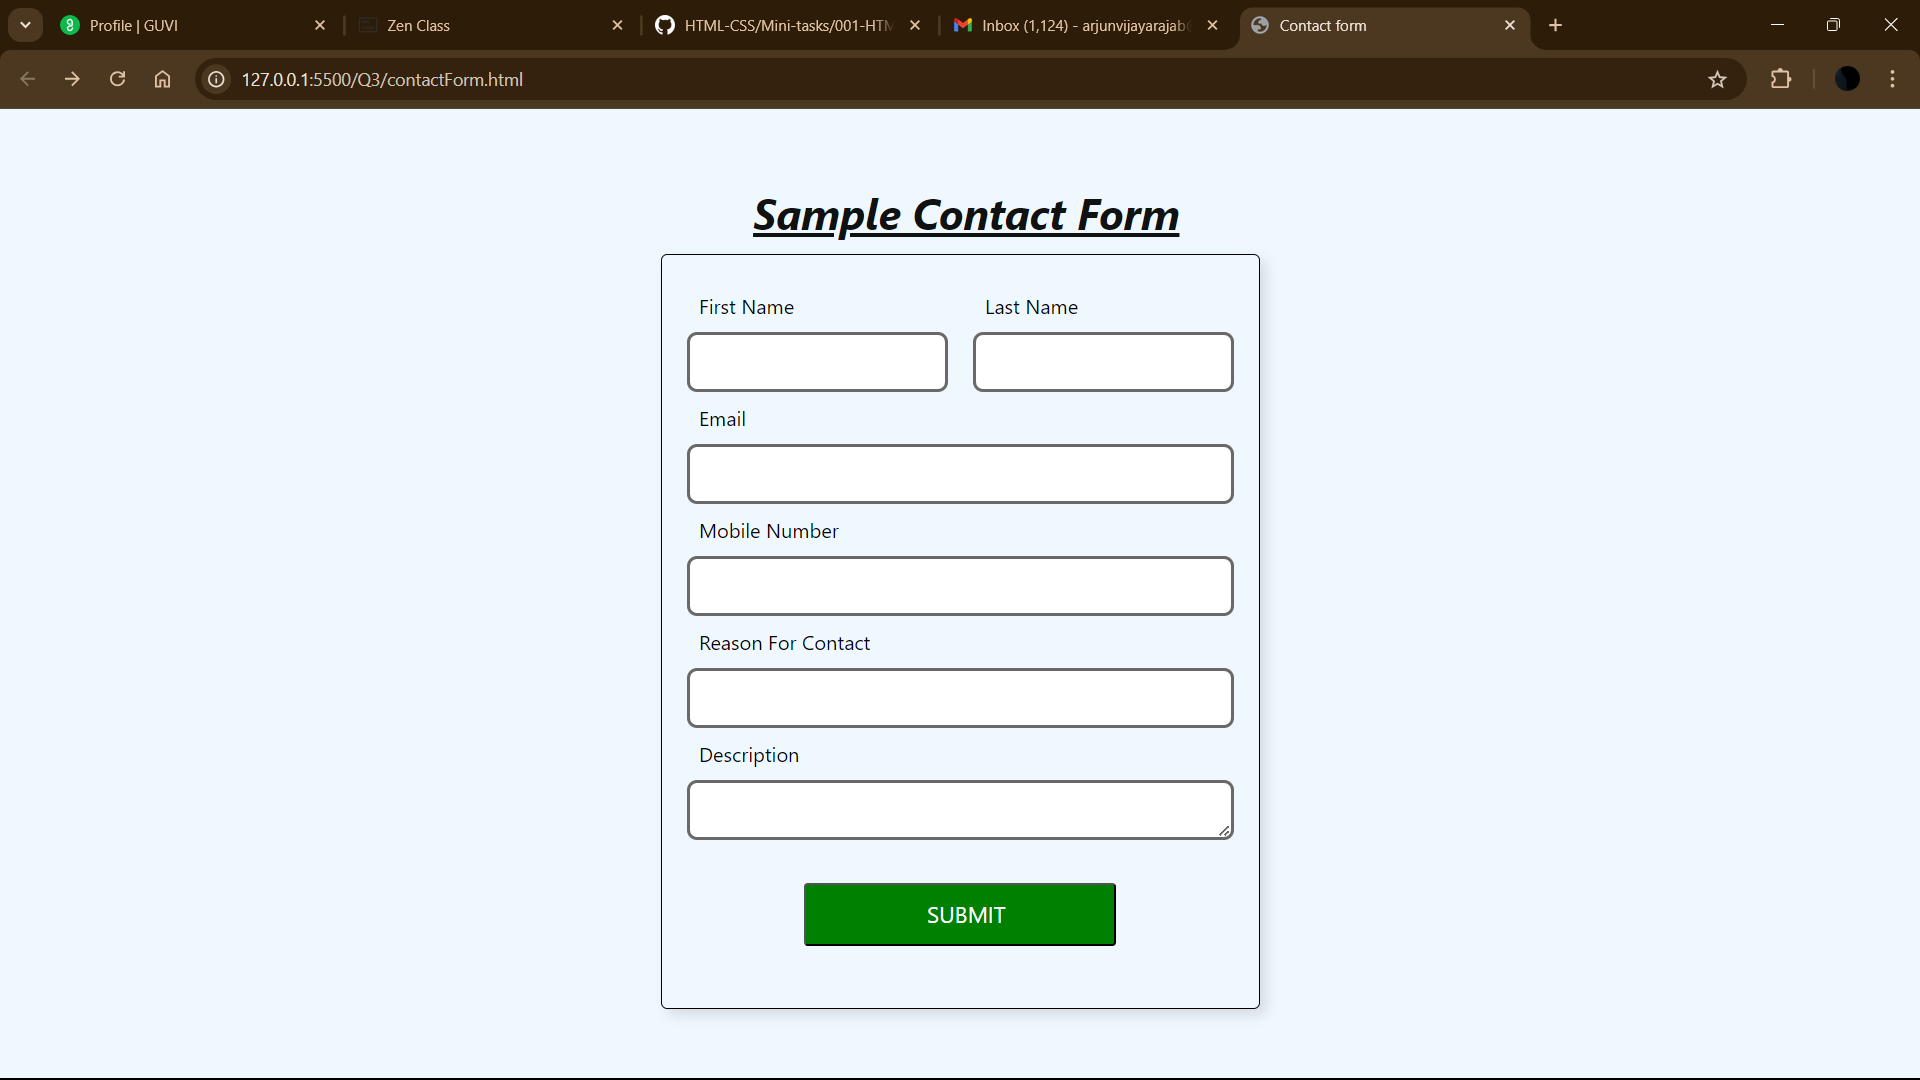 Profile | GUVI
Zen Class
HTML-CSS/Mini-tasks/001-HTM
Inbox (1,124) - arjunvijayarajab
Contact form
127.0.0.1:5500/Q3/contactForm.html
Sample Contact Form
First Name Last Name
Email
Mobile Number
Reason For Contact
Description
SUBMIT